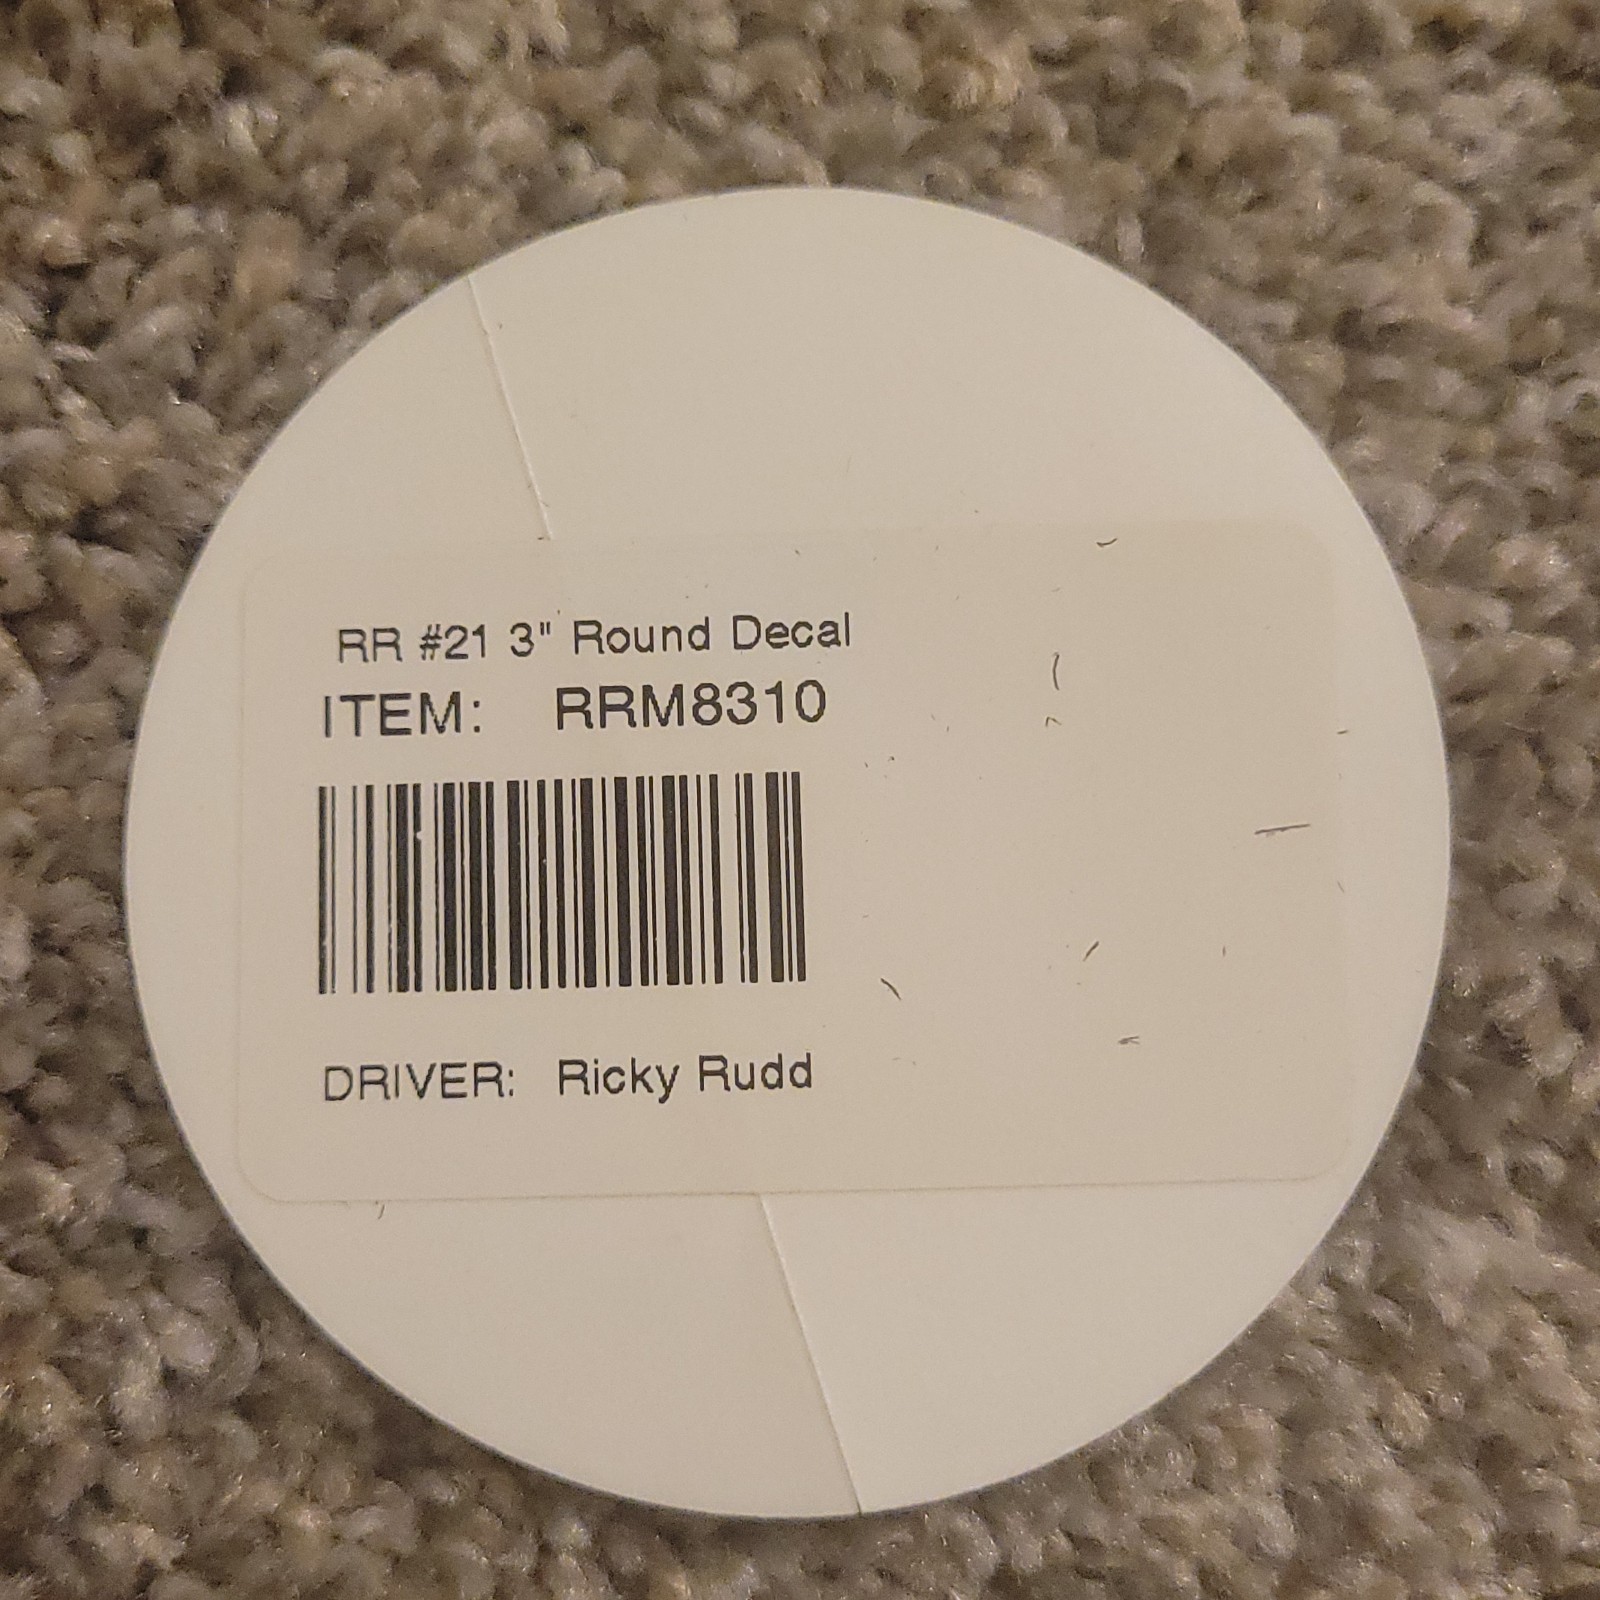 RR #21 3" Round Decal
ITEM: RRM8310
DRIVER: Ricky Rudd